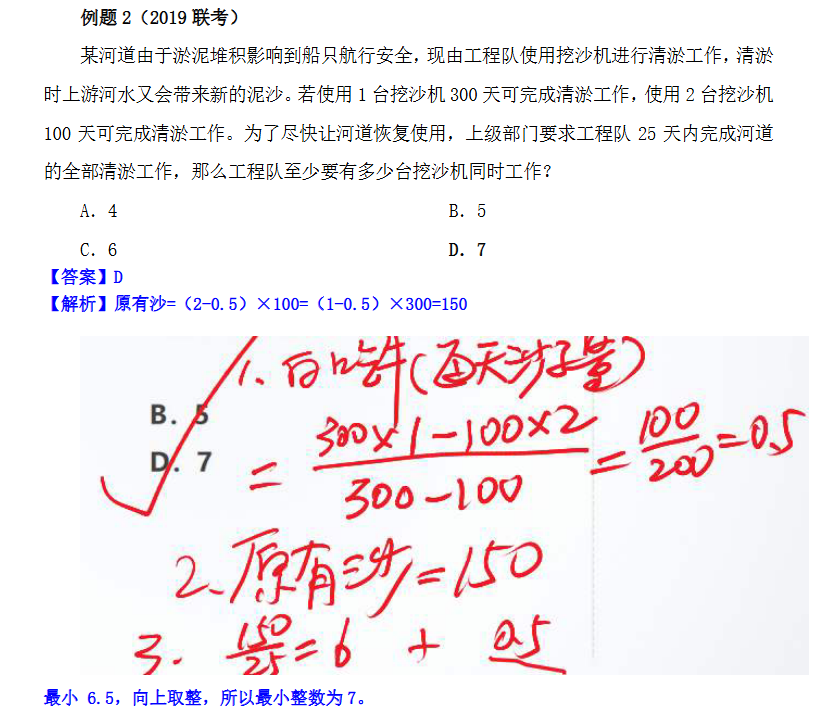 例题 2（2019 联考）
某河道由于淤泥堆积影响到船只航行安全，现由工程队使用挖沙机进行清淤工作，清淤
时上游河水又会带来新的泥沙。若使用 1 台挖沙机 300 天可完成清淤工作，使用 2 台挖沙机
100 天可完成清淤工作。为了尽快让河道恢复使用，上级部门要求工程队 25 天内完成河道
的全部清淤工作，那么工程队至少要有多少台挖沙机同时工作？
A．4 B．5
C．6 D．7
【答案】D
【解析】原有沙=（2-0.5）×100=（1-0.5）×300=150
1、(每天沙子量)
B. 5
D. 7
= 300×1-100×2 / 300-100 = 100/200 = 0.5
2、原有沙=150
3. 150/25 = 6 + 0.5
最小 6.5，向上取整，所以最小整数为 7。